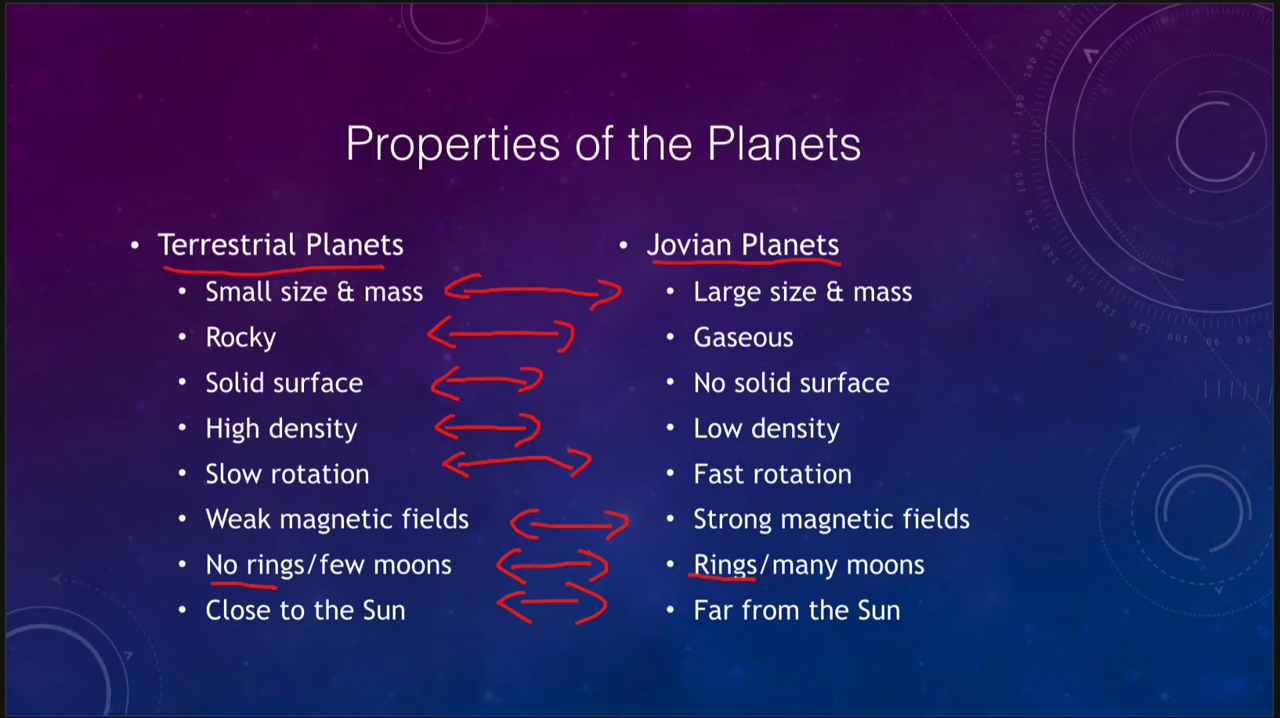 Properties of the Planets
• Terrestrial Planets
• Small size & mass
• Rocky
• Solid surface
• High density
• Slow rotation
• Weak magnetic fields
• No rings/few moons
• Close to the Sun
• Jovian Planets
• Large size & mass
• Gaseous
• No solid surface
• Low density
• Fast rotation
• Strong magnetic fields
• Rings/many moons
• Far from the Sun